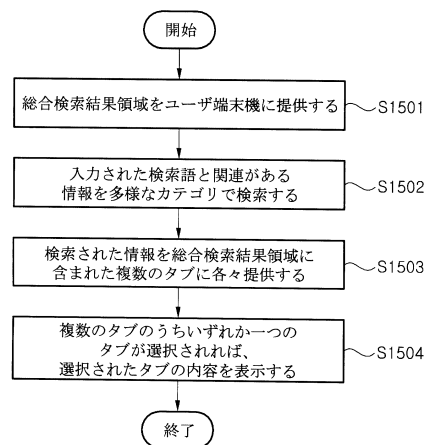 開始
総合検索結果領域をユーザ端末機に提供する
S1501
入力された検索語と関連がある
情報を多様なカテゴリで検索する
S1502
検索された情報を総合検索結果領域に
含まれた複数のタブに各々提供する
S1503
複数のタブのうちいずれか一つの
タブが選択されれば、
選択されたタブの内容を表示する
S1504
終了